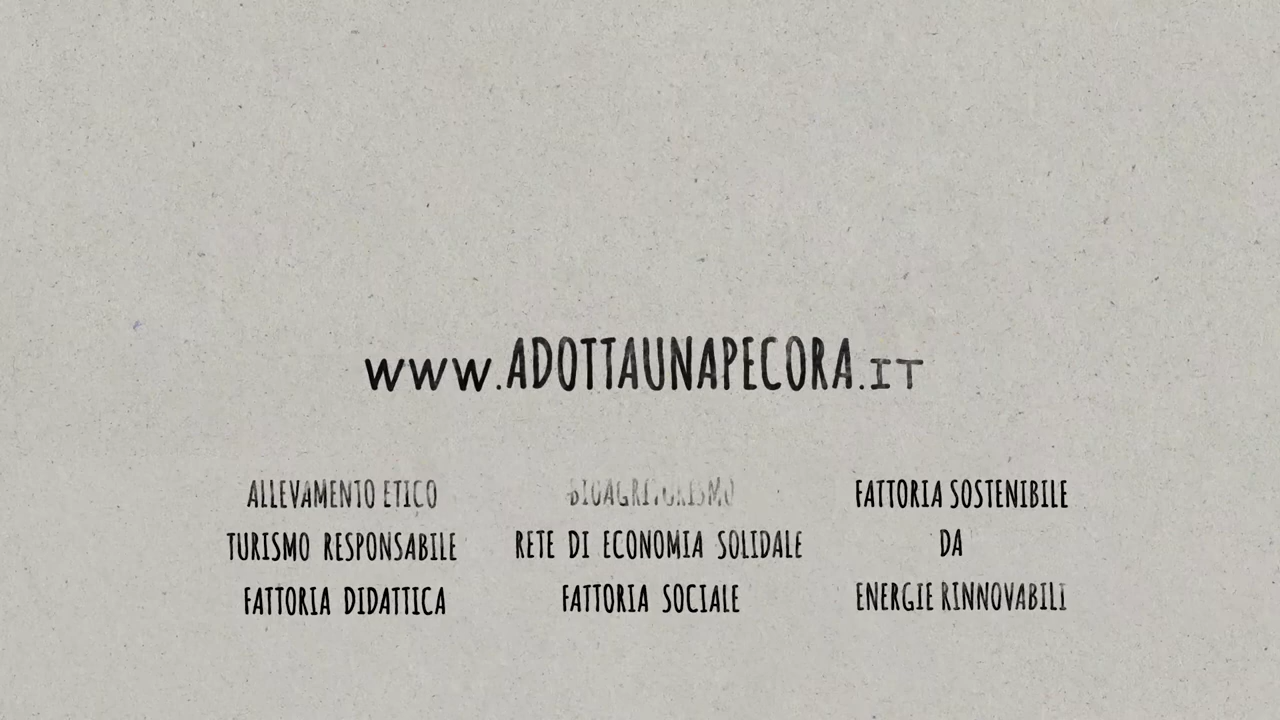 www.ADOTTAUNAPECORA.IT
ALLEVAMENTO ETICO
TURISMO RESPONSABILE
FATTORIA DIDATTICA
BIOAGRITURISMO
RETE DI ECONOMIA SOLIDALE
FATTORIA SOCIALE
FATTORIA SOSTENIBILE
DA
ENERGIE RINNOVABILI